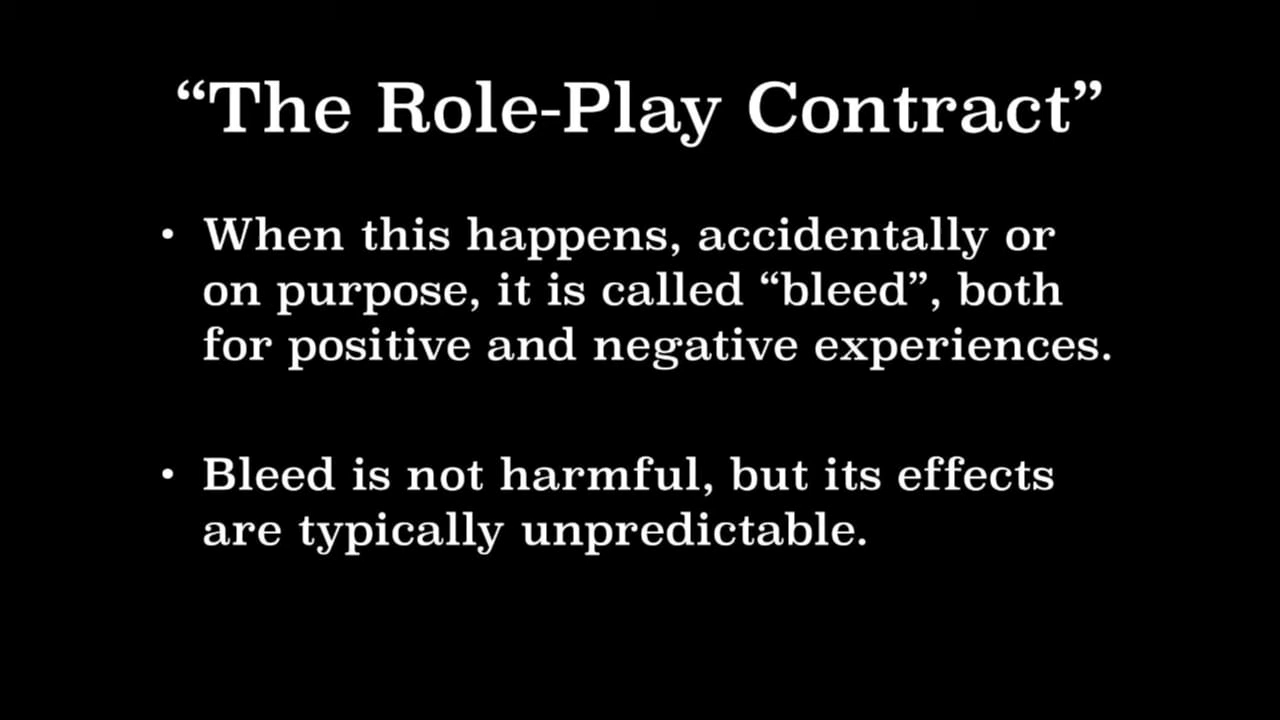 “The Role-Play Contract”
• When this happens, accidentally or
on purpose, it is called “bleed”, both
for positive and negative experiences.
• Bleed is not harmful, but its effects
are typically unpredictable.